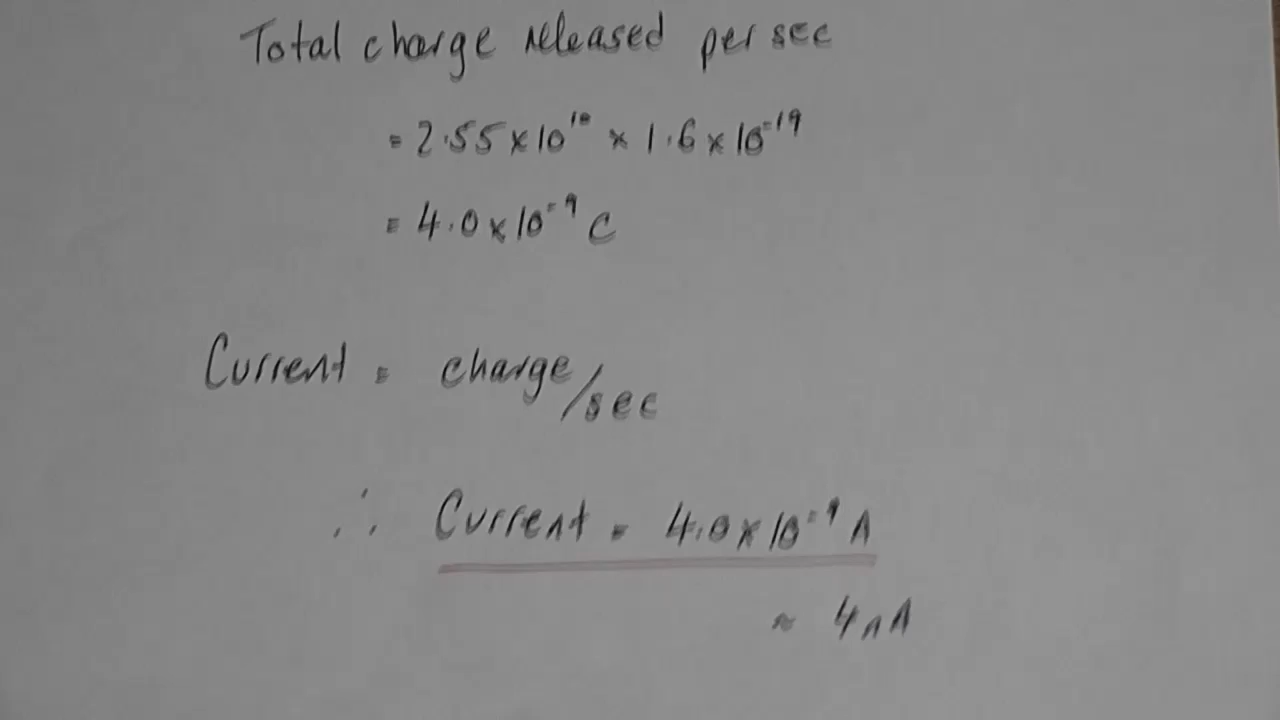 Total charge released per sec
= 2.55 × 10¹⁰ × 1.6 × 10⁻¹⁹
= 4.0 × 10⁻⁹ C
Current = charge/sec
∴ Current = 4.0 × 10⁻⁹ A
≈ 4nA